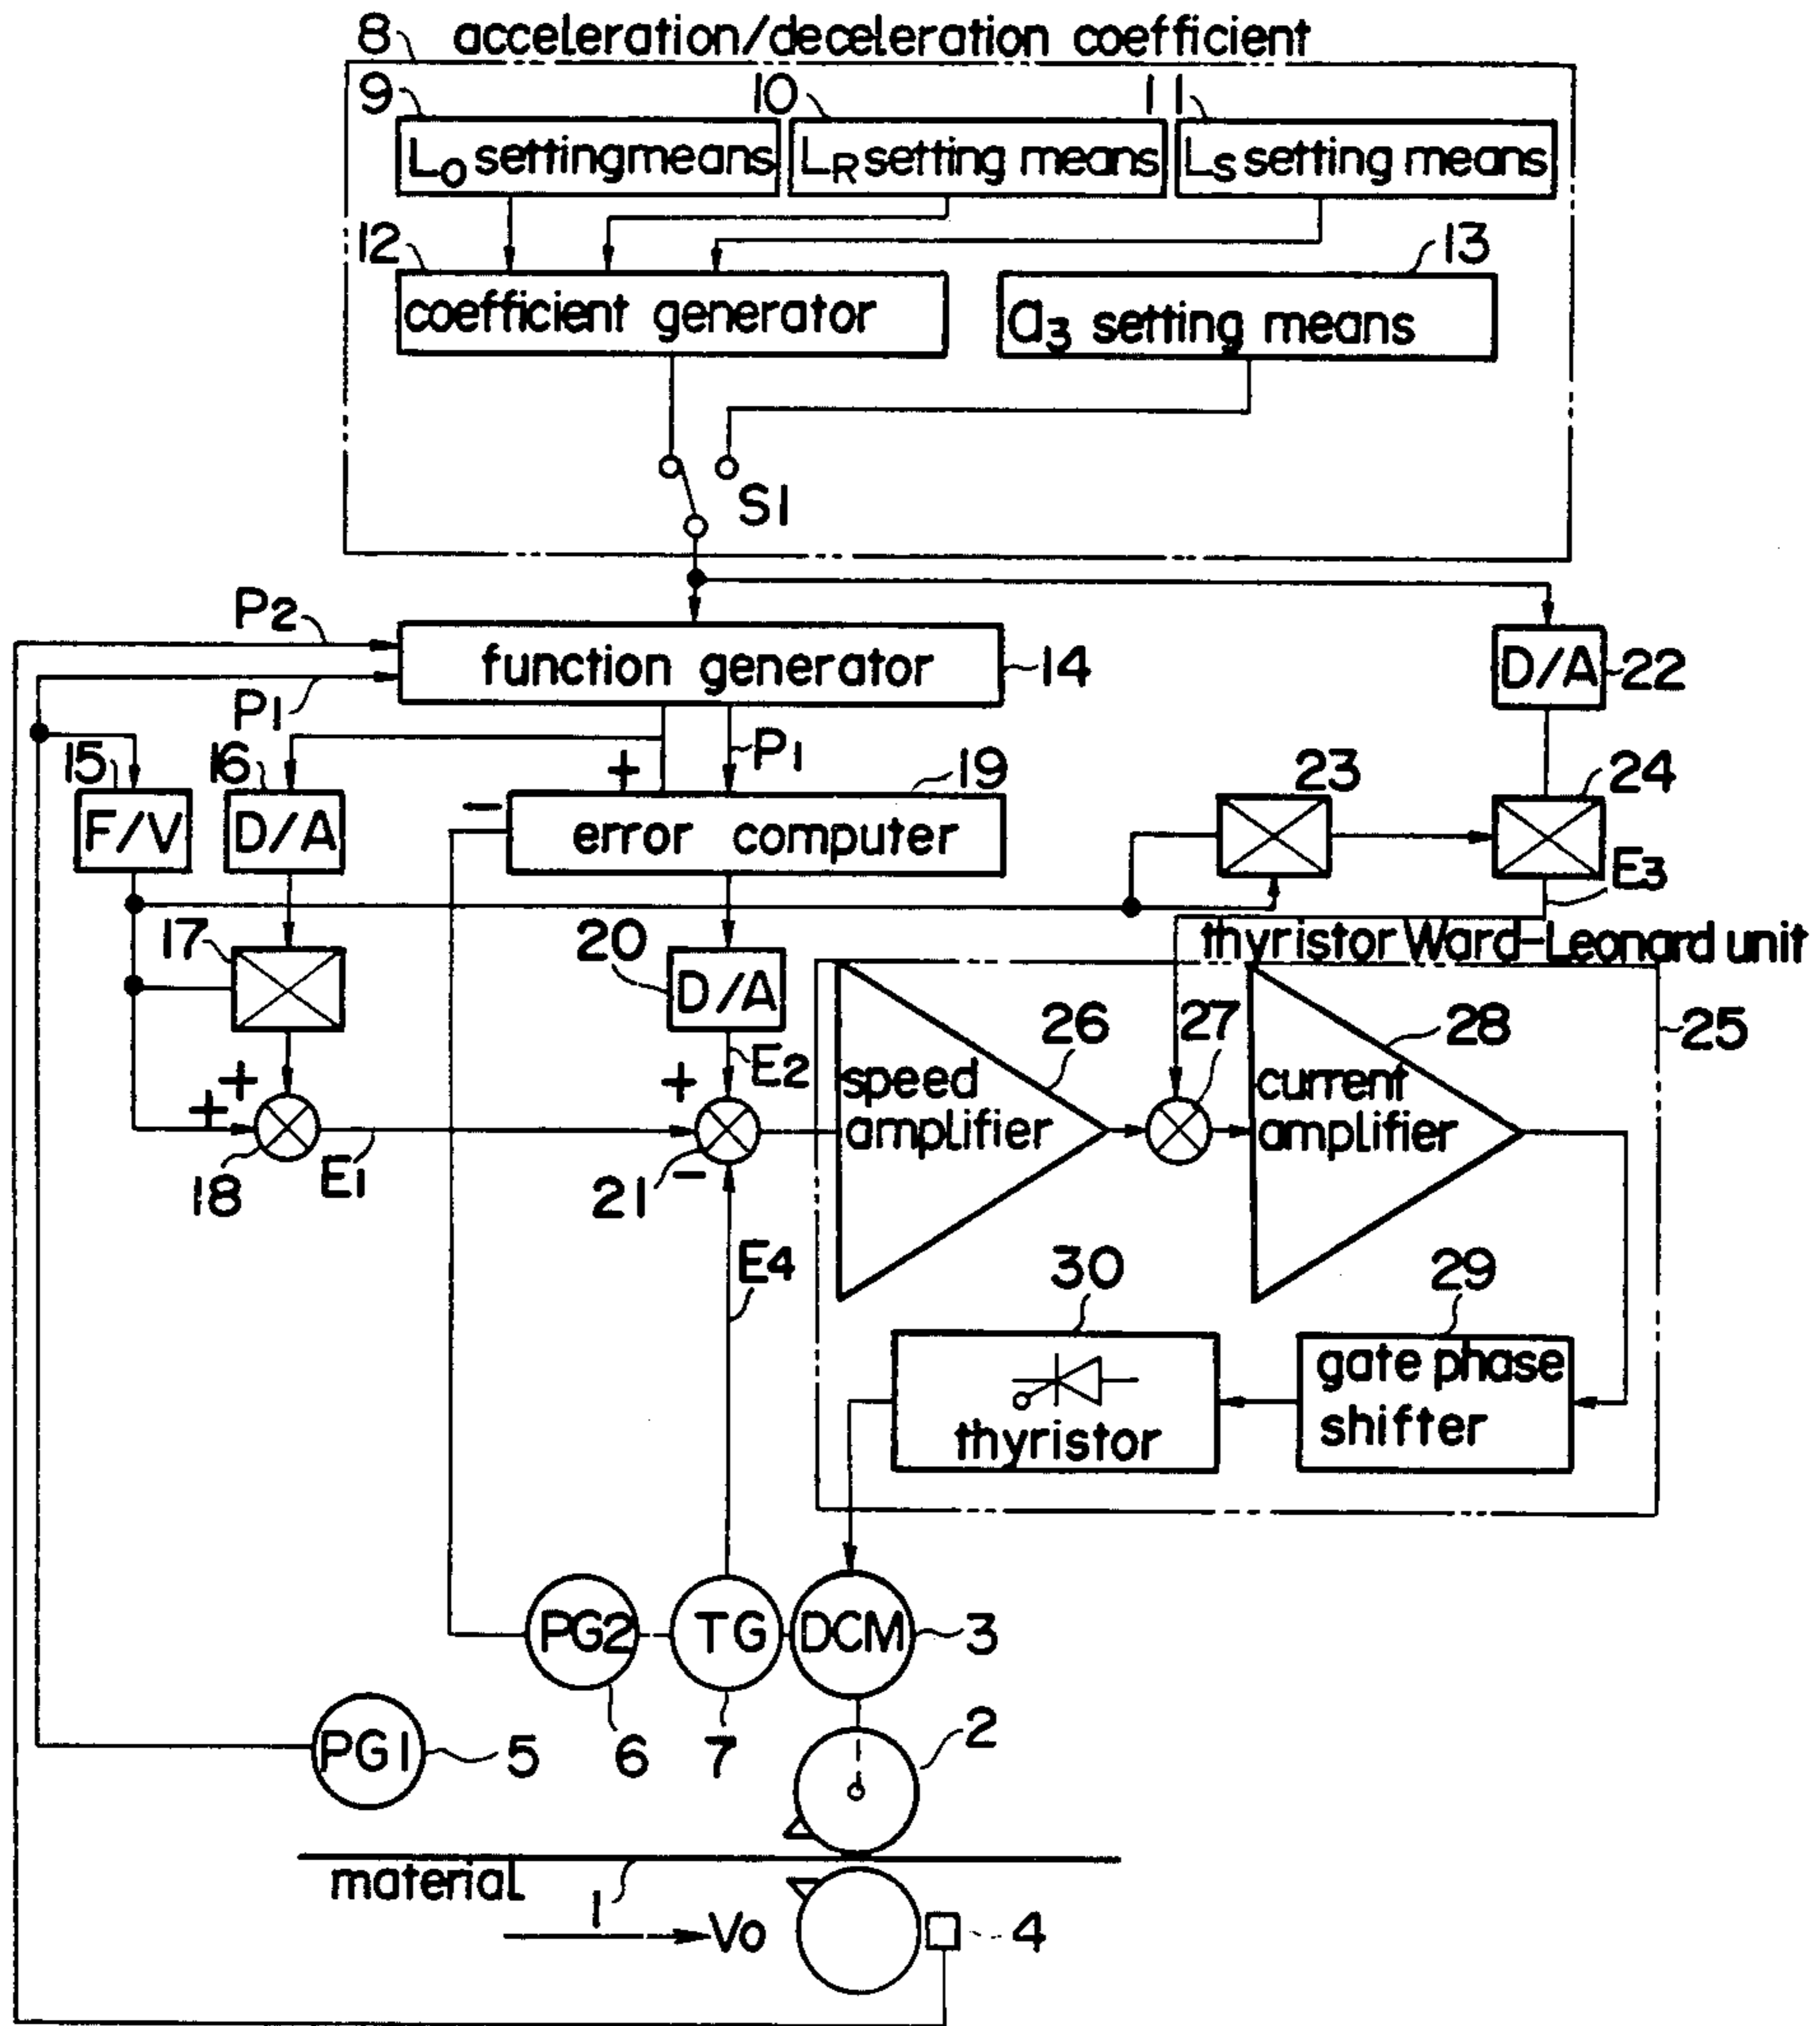 8 acceleration/deceleration coefficient
9 10 11
Lo settingmeans LR setting means Ls setting means
12 13
coefficient generator a3 setting means
S1
P2
function generator 14 D/A 22
P1
15 16 + P1 19 23 24
F/V D/A - error computer
E3
17 20 thyristor Ward-Leonard unit
D/A
26 27 28 25
+ + E2 speed amplifier current amplifier
+ -
18 E1 21
E4
30 29
gate phase shifter
thyristor
PG2 TG DCM 3
PG1 5 6 7 2
material
1 Vo 4